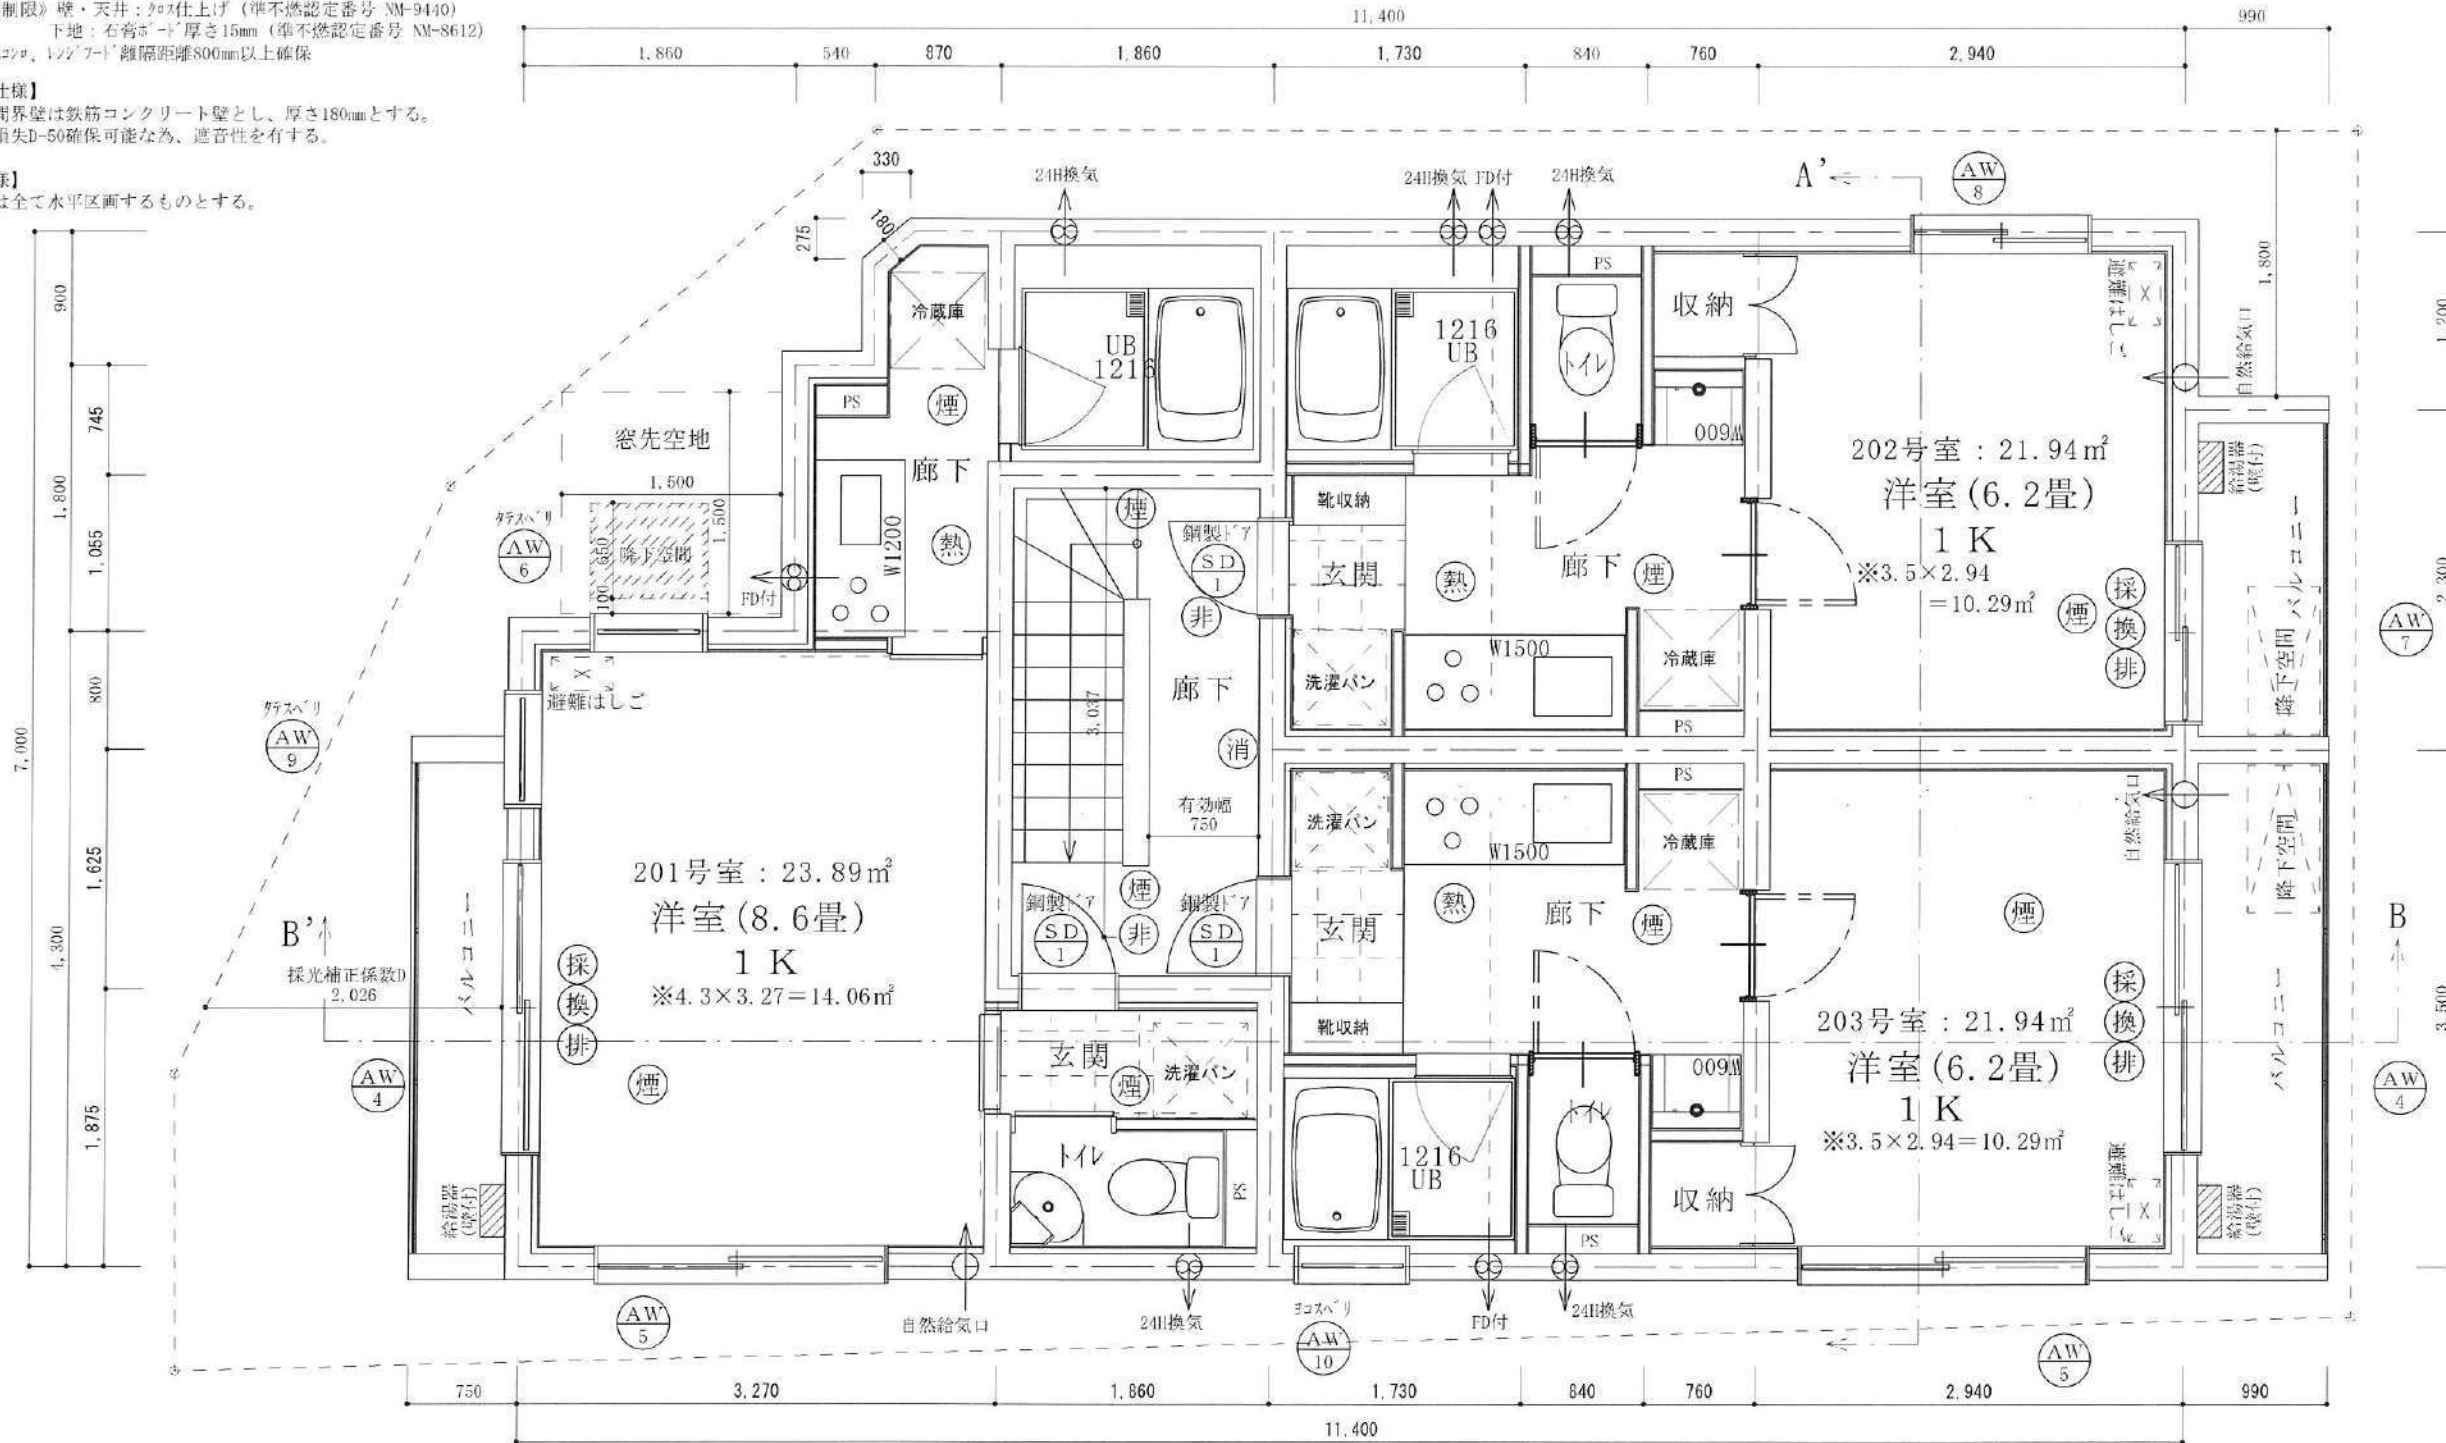 制限》壁・天井：ｸﾛｽ仕上げ（準不燃認定番号 NM-9440）
下地：石膏ﾎﾞｰﾄﾞ厚さ15mm（準不燃認定番号 NM-8612）
ｺﾝﾛ、ﾚﾝｼﾞﾌｰﾄﾞ離隔距離800mm以上確保
仕様】
間界壁は鉄筋コンクリート壁とし、厚さ180mmとする。
損失D-50確保可能な為、遮音性を有する。
様】
は全て水平区画するものとする。
11,400
990
1,860
540
870
1,860
1,730
840
760
2,940
330
180
275
24H換気
24H換気
FD付
24H換気
A’
AW
8
1,800
900
745
1,800
1,055
7,000
800
1,625
4,300
1,875
冷蔵庫
UB
1216
1216
UB
PS
トイレ
収納
避難はしご
自然給気口
1,200
PS
煙
窓先空地
廊下
1,500
1,500
W600
202号室：21.94㎡
洋室(6.2畳)
1K
※3.5×2.94
＝10.29㎡
給湯器
(壁付)
バルコニー
ﾀﾃｽﾍﾞﾘ
AW
6
降下空間
650
100
FD付
W1200
熱
煙
鋼製ﾄﾞｱ
SD
1
非
靴収納
玄関
熱
廊下
煙
煙
採
換
排
降下空間
AW
7
2,300
避難はしご
ﾀﾃｽﾍﾞﾘ
AW
9
3,037
廊下
消
洗濯パン
W1500
冷蔵庫
PS
PS
有効幅
750
洗濯パン
W1500
冷蔵庫
自然給気口
降下空間
201号室：23.89㎡
洋室(8.6畳)
1K
※4.3×3.27＝14.06㎡
採
換
排
煙
B’
採光補正係数D
2,026
バルコニー
AW
4
給湯器
(壁付)
鋼製ﾄﾞｱ
SD
1
煙
非
鋼製ﾄﾞｱ
SD
1
玄関
熱
廊下
煙
煙
靴収納
203号室：21.94㎡
洋室(6.2畳)
1K
※3.5×2.94＝10.29㎡
採
換
排
バルコニー
B
AW
4
3,500
玄関
煙
洗濯パン
トイレ
PS
1216
UB
トイレ
W600
収納
PS
避難はしご
給湯器
(壁付)
AW
5
自然給気口
24H換気
ﾖｺｽﾍﾞﾘ
AW
10
FD付
24H換気
AW
5
750
3,270
1,860
1,730
840
760
2,940
990
11,400